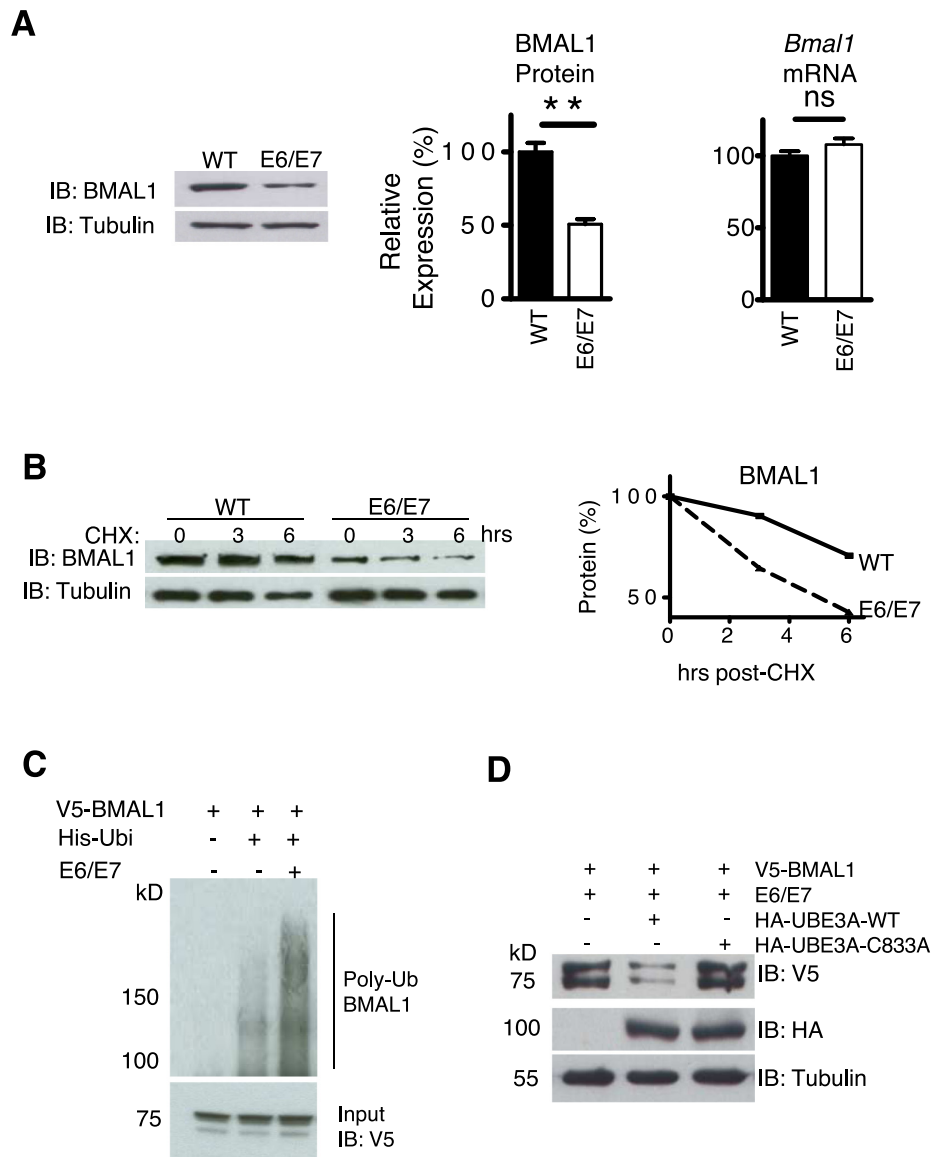 A
WT E6/E7
IB: BMAL1
IB: Tubulin
BMAL1
Protein
* *
Relative
Expression (%)
100
50
0
WT
E6/E7
Bmal1
mRNA
ns
100
50
0
WT
E6/E7
B
WT E6/E7
CHX: 0 3 6 0 3 6 hrs
IB: BMAL1
IB: Tubulin
BMAL1
Protein (%)
100
50
WT
E6/E7
0 2 4 6
hrs post-CHX
C
V5-BMAL1 + + +
His-Ubi - + +
E6/E7 - - +
kD
150
100
Poly-Ub
BMAL1
75
Input
IB: V5
D
+ + + V5-BMAL1
+ + + E6/E7
- + - HA-UBE3A-WT
- - + HA-UBE3A-C833A
kD
75 IB: V5
100 IB: HA
55 IB: Tubulin